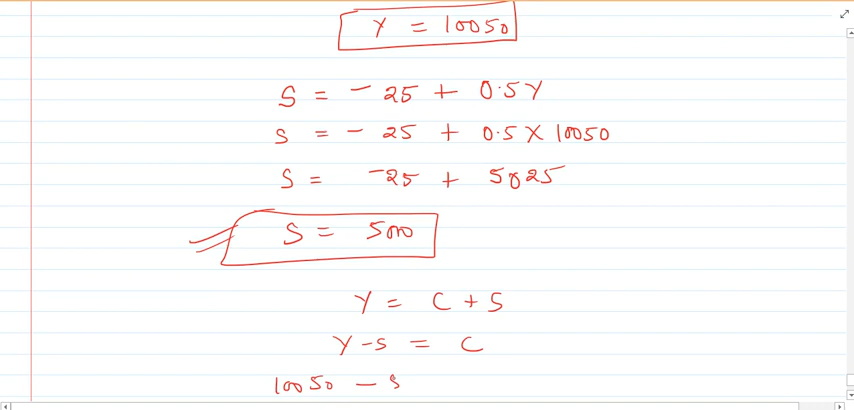 Y = 10050
S = - 25 + 0.5Y
S = - 25 + 0.5 X 10050
S = -25 + 5025
S = 5000
Y = C + S
Y - S = C
10050 - S